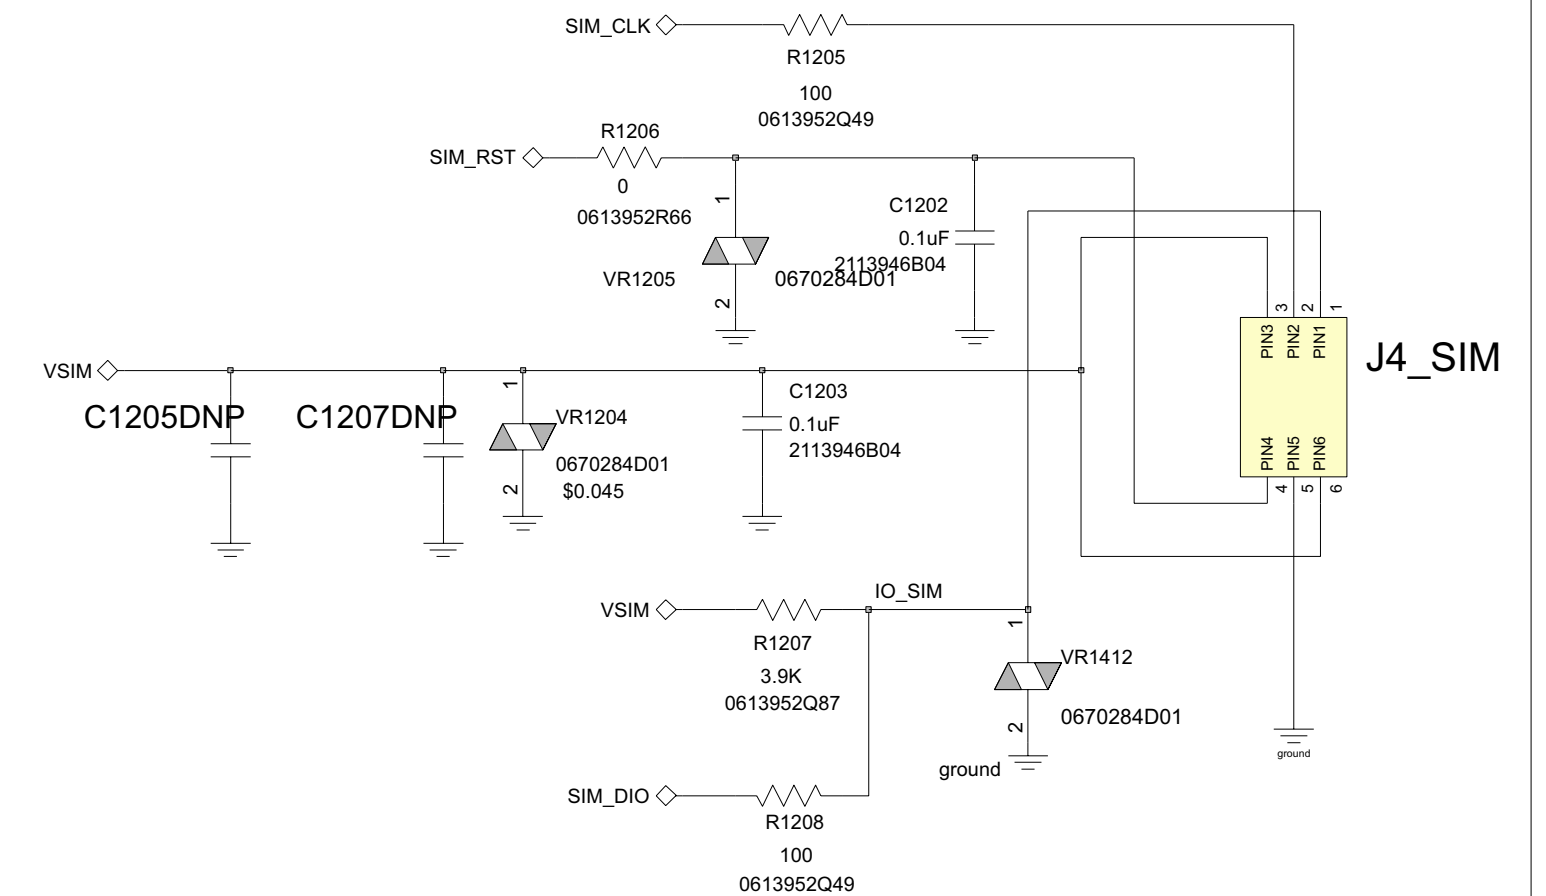 SIM_CLK
R1205
100
0613952Q49
R1206
SIM_RST
0
0613952R66
1
VR1205
0670284D01
2
C1202
0.1uF
2113946B04
3
2
1
PIN3
PIN2
PIN1
J4_SIM
PIN4
PIN5
PIN6
4
5
6
VSIM
C1205DNP
C1207DNP
1
VR1204
0670284D01
$0.045
2
C1203
0.1uF
2113946B04
VSIM
R1207
3.9K
0613952Q87
IO_SIM
1
VR1412
0670284D01
2
ground
ground
SIM_DIO
R1208
100
0613952Q49